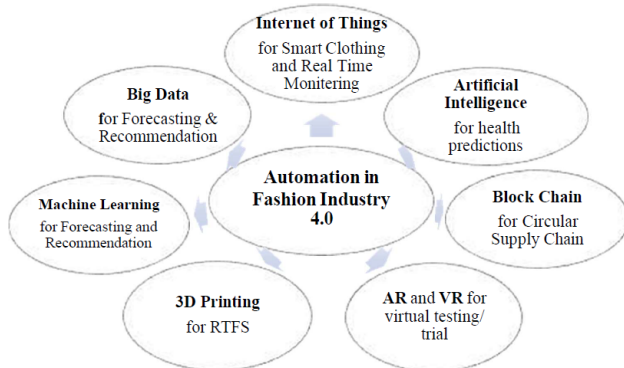 Internet of Things
for Smart Clothing
and Real Time
Monitering
Artificial
Intelligence
for health
predictions
Block Chain
for Circular
Supply Chain
AR and VR for
virtual testing/
trial
3D Printing
for RTFS
Machine Learning
for Forecasting and
Recommendation
Big Data
for Forecasting &
Recommendation
Automation in
Fashion Industry
4.0